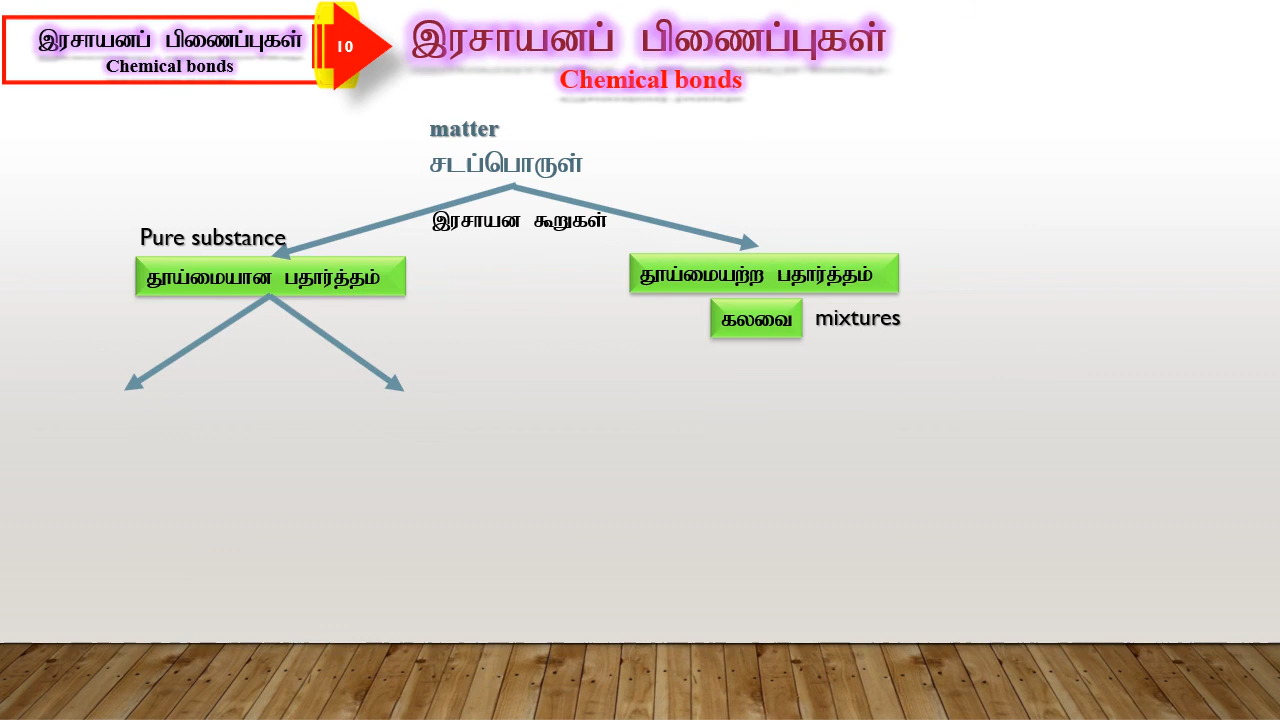 இரசாயனப் பிணைப்புகள்
Chemical bonds
10
இரசாயனப் பிணைப்புகள்
Chemical bonds
matter
சடப்பொருள்
இரசாயன கூறுகள்
Pure substance
தூய்மையான பதார்த்தம்
தூய்மையற்ற பதார்த்தம்
கலவை mixtures